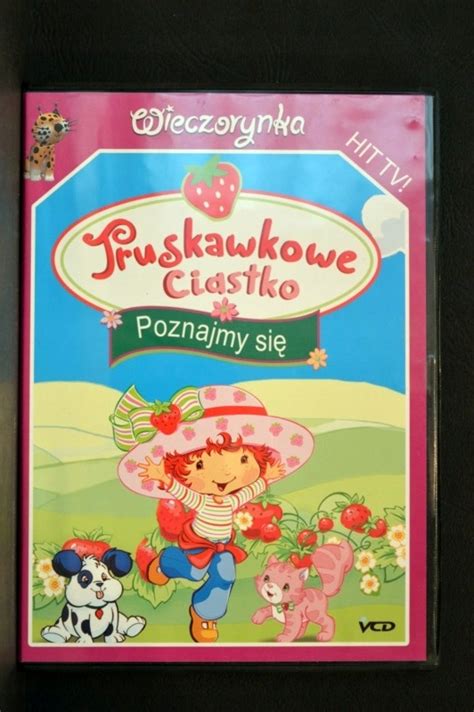 Wieczorynka
HIT TV!
Truskawkowe
Ciastko
Poznajmy się
VCD